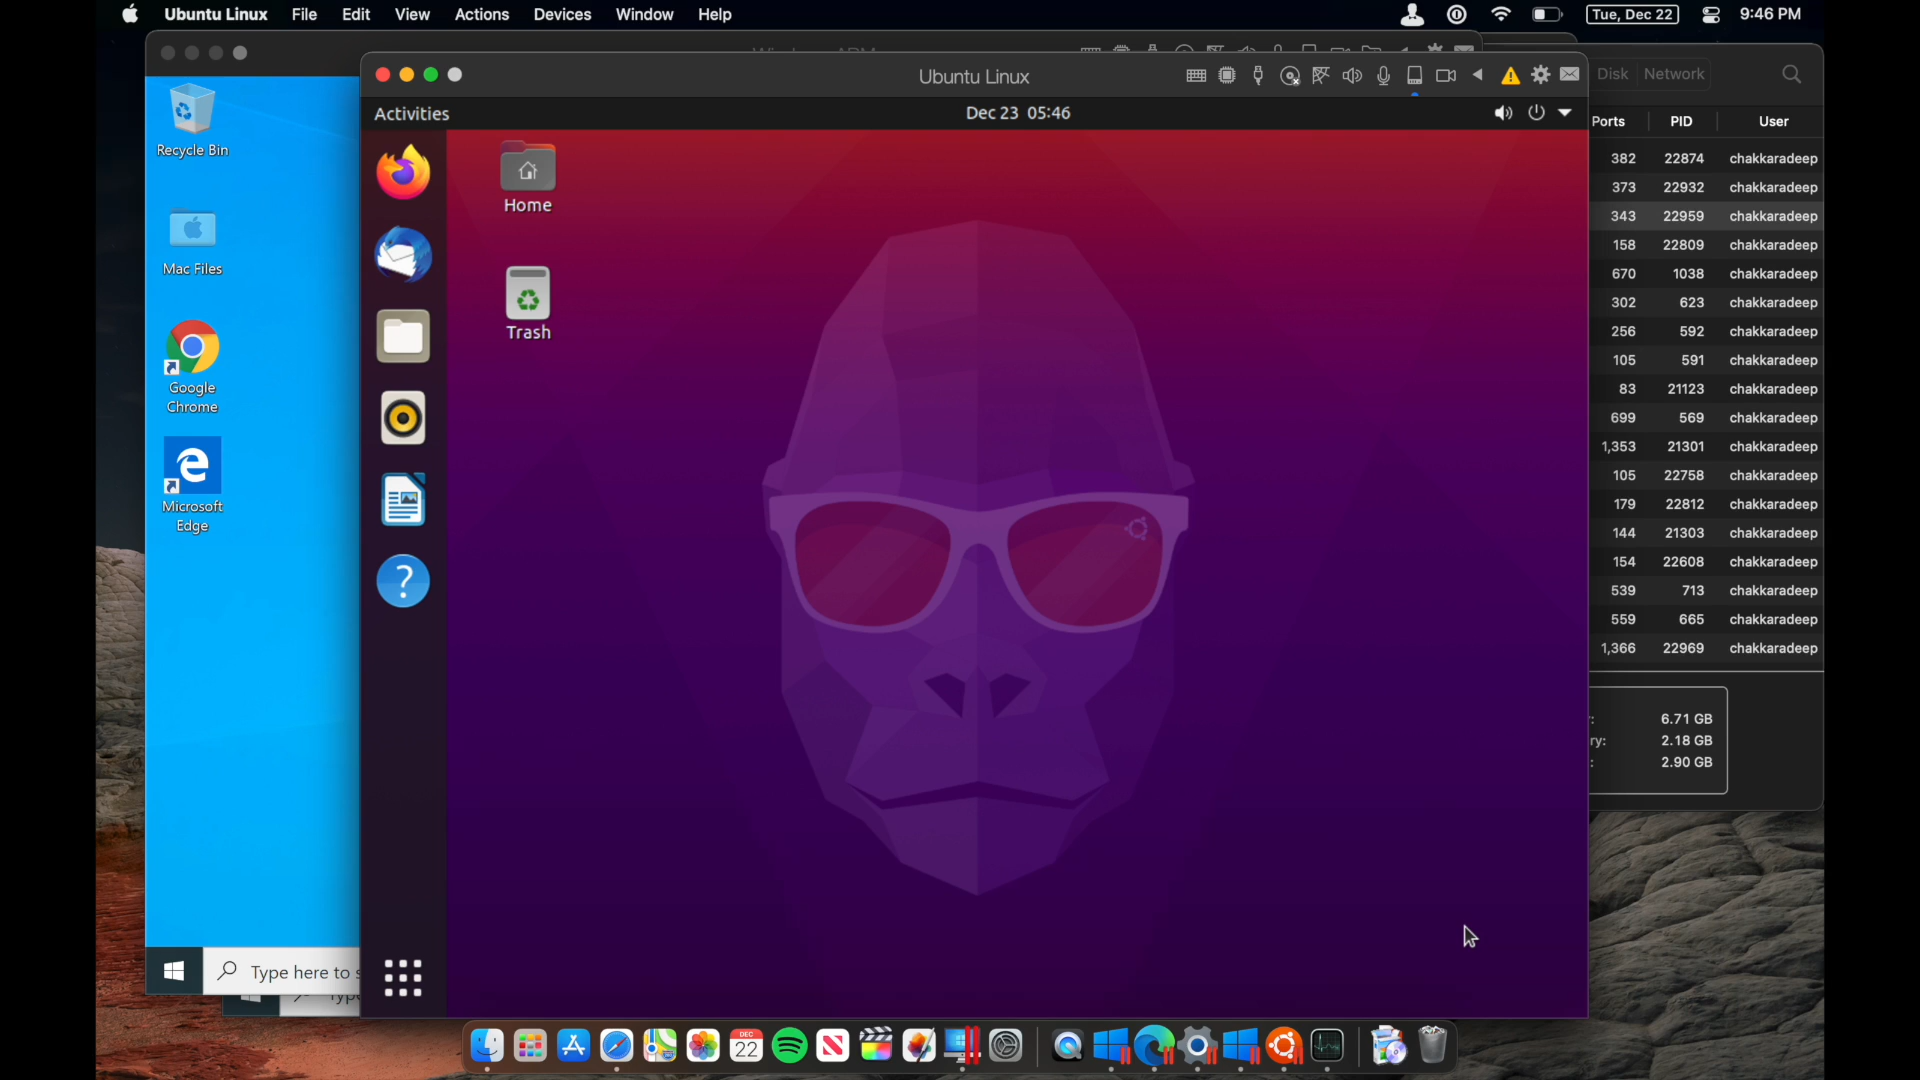 Ubuntu Linux File Edit View Actions Devices Window Help
Tue, Dec 22 9:46 PM
Ubuntu Linux
Disk Network
Activities
Dec 23 05:46
Ports PID User
Recycle Bin
Mac Files
Google
Chrome
Microsoft
Edge
Home
Trash
382 22874 chakkaradeep
373 22932 chakkaradeep
343 22959 chakkaradeep
158 22809 chakkaradeep
670 1038 chakkaradeep
302 623 chakkaradeep
256 592 chakkaradeep
105 591 chakkaradeep
83 21123 chakkaradeep
699 569 chakkaradeep
1,353 21301 chakkaradeep
105 22758 chakkaradeep
179 22812 chakkaradeep
144 21303 chakkaradeep
154 22608 chakkaradeep
539 713 chakkaradeep
559 665 chakkaradeep
1,366 22969 chakkaradeep
6.71 GB
ry: 2.18 GB
2.90 GB
Type here to s
DEC
22